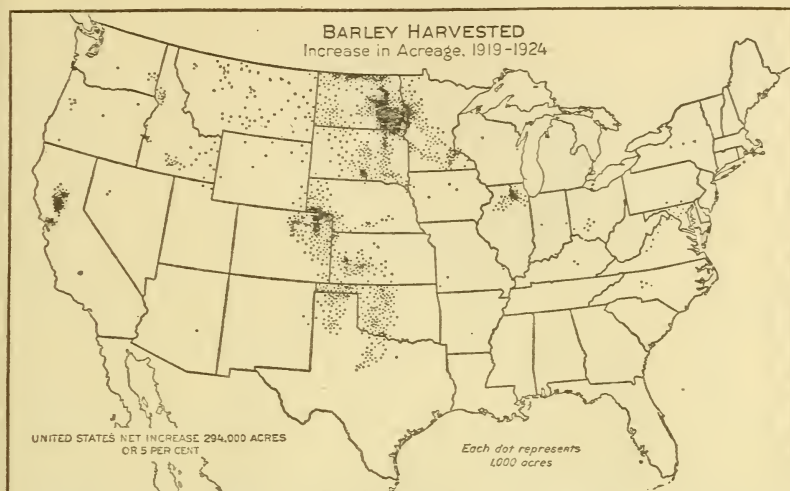 BARLEY HARVESTED
Increase in Acreage, 1919-1924
UNITED STATES NET INCREASE 294,000 ACRES
OR 5 PER CENT
Each dot represents
1,000 acres